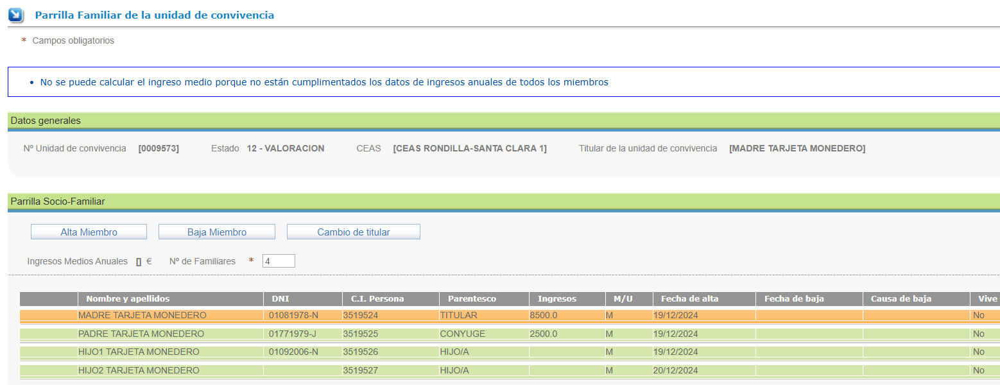 Parrilla Familiar de la unidad de convivencia
* Campos obligatorios
• No se puede calcular el ingreso medio porque no están cumplimentados los datos de ingresos anuales de todos los miembros
Datos generales
Nº Unidad de convivencia [0009573] Estado 12 - VALORACION CEAS [CEAS RONDILLA-SANTA CLARA 1] Titular de la unidad de convivencia [MADRE TARJETA MONEDERO]
Parrilla Socio-Familiar
Alta Miembro Baja Miembro Cambio de titular
Ingresos Medios Anuales [] € Nº de Familiares * 4
Nombre y apellidos DNI C.I. Persona Parentesco Ingresos M/U Fecha de alta Fecha de baja Causa de baja Vive
MADRE TARJETA MONEDERO 01081978-N 3519524 TITULAR 8500.0 M 19/12/2024 No
PADRE TARJETA MONEDERO 01771979-J 3519525 CONYUGE 2500.0 M 19/12/2024 No
HIJO1 TARJETA MONEDERO 01092006-N 3519526 HIJO/A M 19/12/2024 No
HIJO2 TARJETA MONEDERO 3519527 HIJO/A M 20/12/2024 No